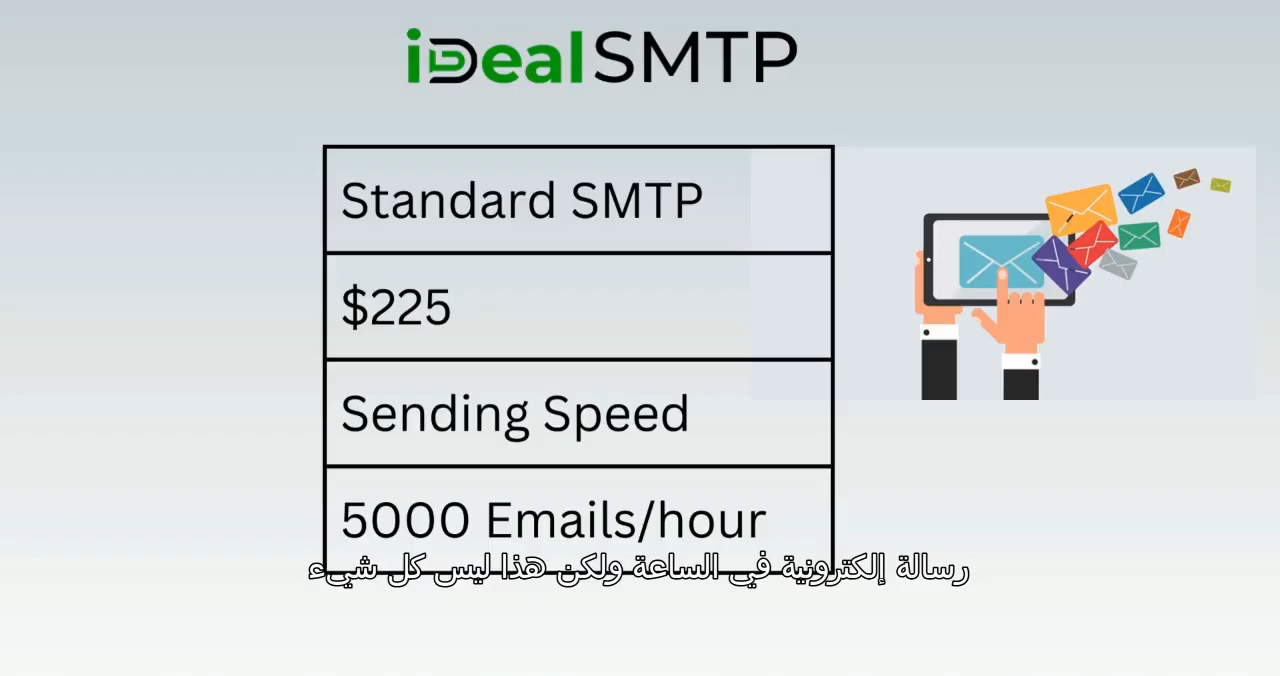 iDealSMTP
Standard SMTP
$225
Sending Speed
5000 Emails/hour
رسالة إلكترونية في الساعة ولكن هذا ليس كل شيء